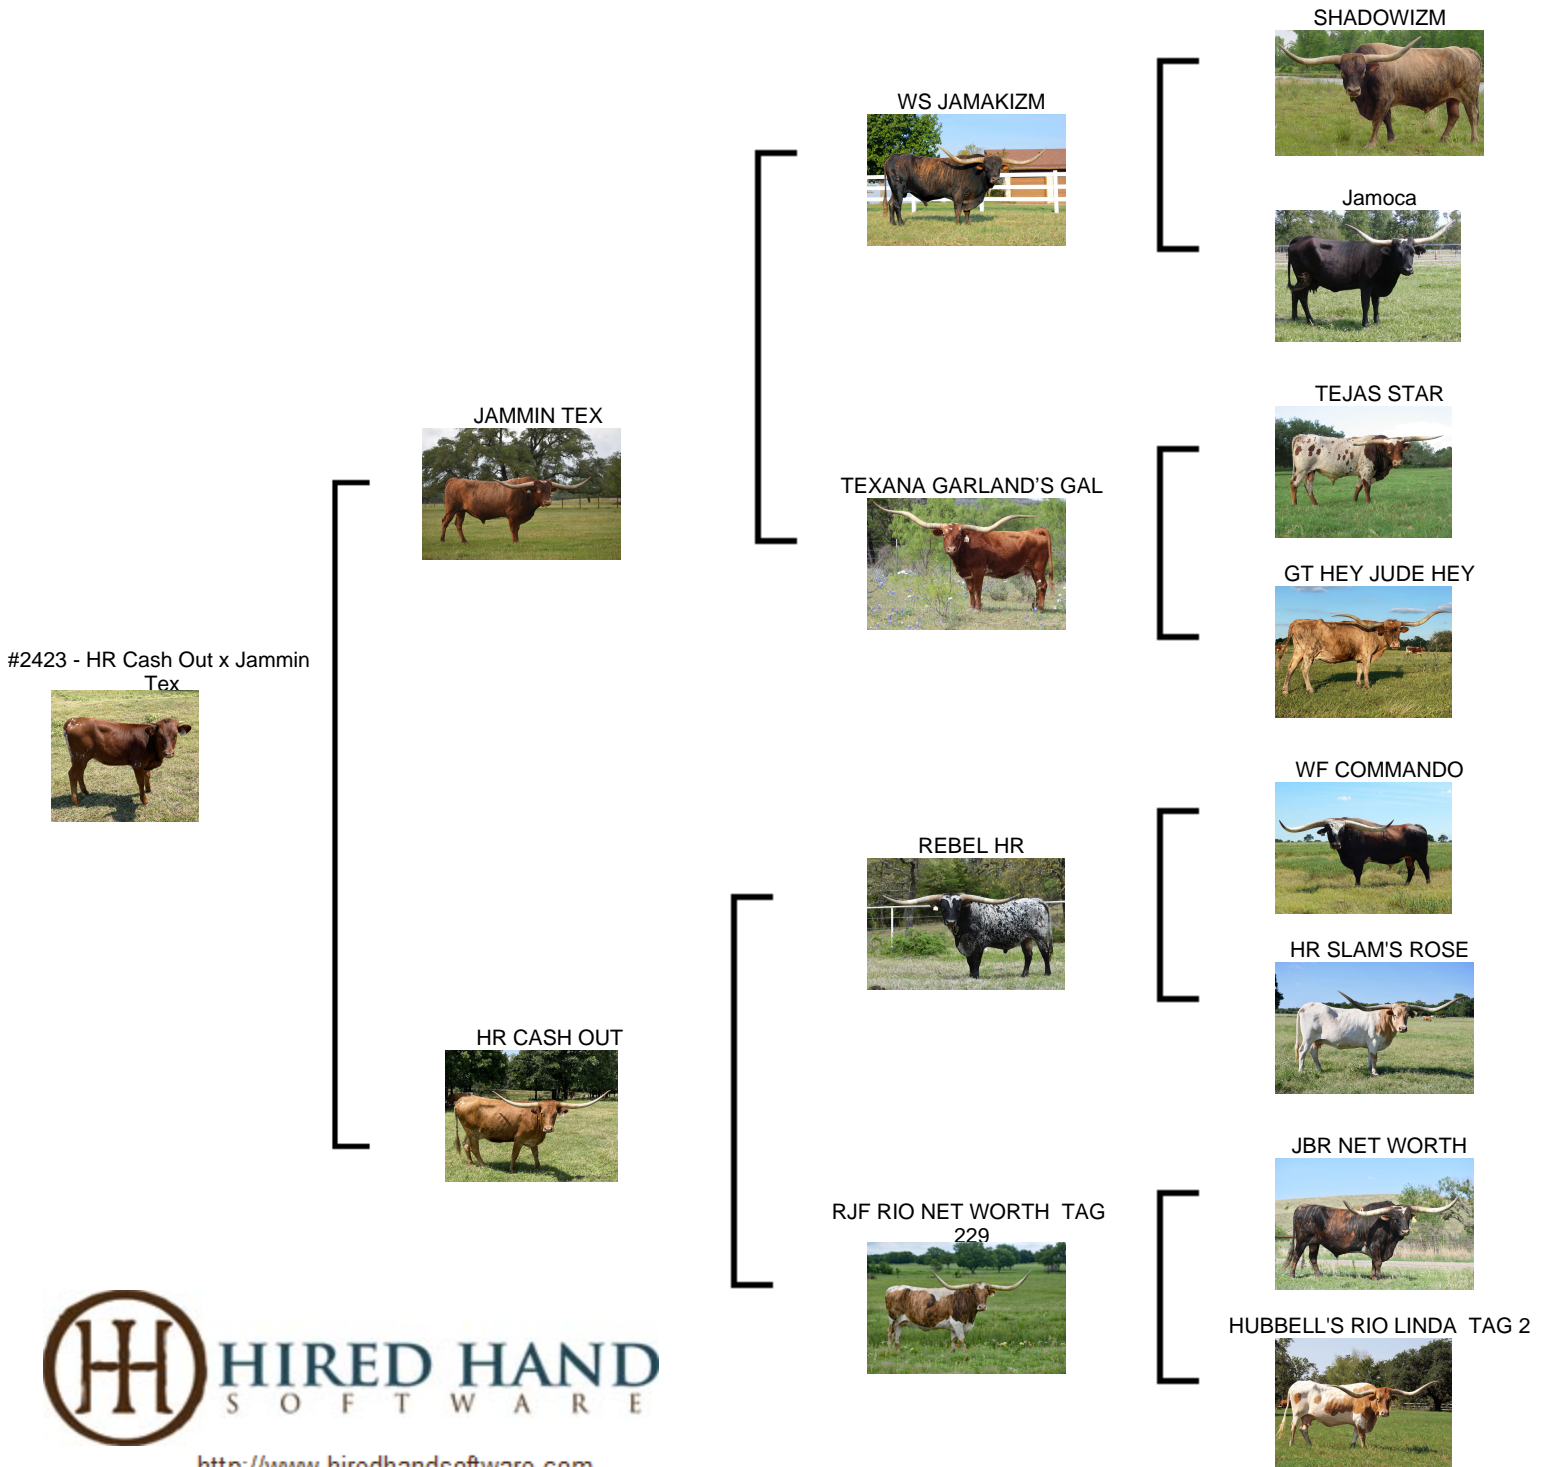 SHADOWIZM
WS JAMAKIZM
Jamoca
TEJAS STAR
JAMMIN TEX
TEXANA GARLAND'S GAL
GT HEY JUDE HEY
#2423 - HR Cash Out x Jammin
Tex
WF COMMANDO
REBEL HR
HR SLAM'S ROSE
HR CASH OUT
JBR NET WORTH
RJF RIO NET WORTH  TAG
229
HUBBELL'S RIO LINDA  TAG 2
HIRED HAND
SOFTWARE
http://www.hiredhandsoftware.com